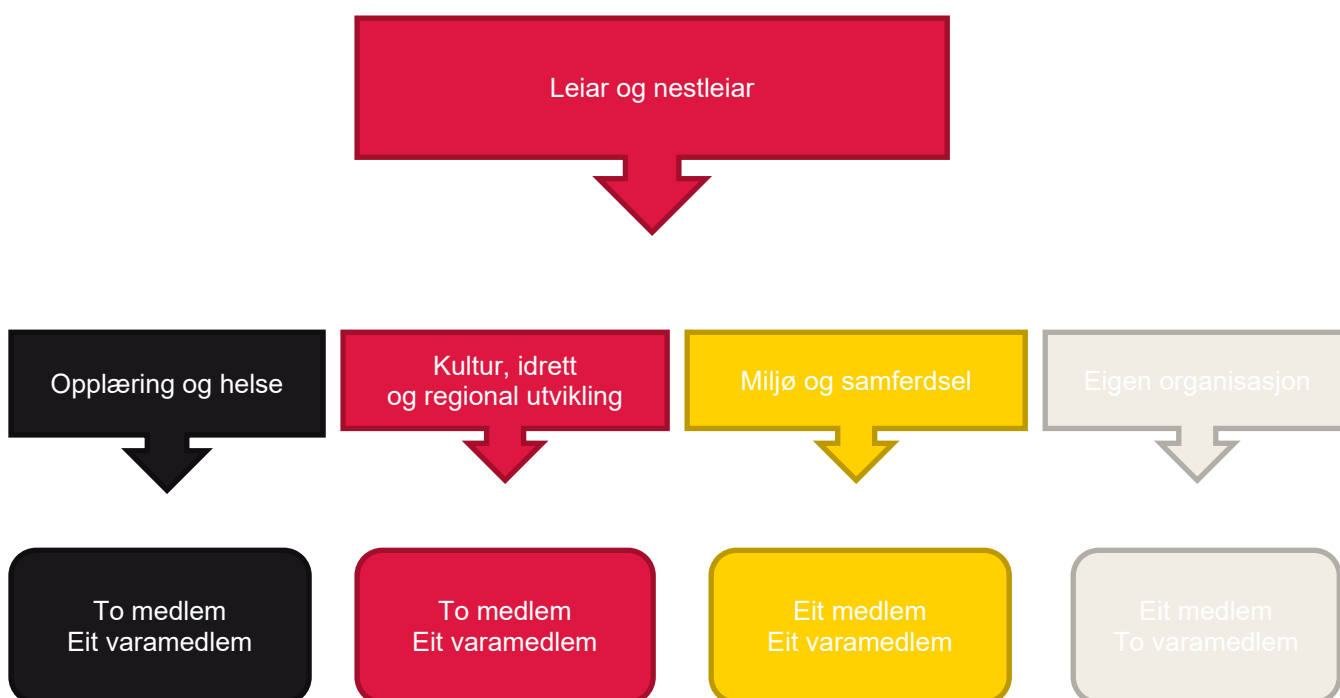 Leiar og nestleiar
Opplæring og helse
Kultur, idrett
og regional utvikling
Miljø og samferdsel
Eigen organisasjon
To medlem
Eit varamedlem
To medlem
Eit varamedlem
Eit medlem
Eit varamedlem
Eit medlem
To varamedlem